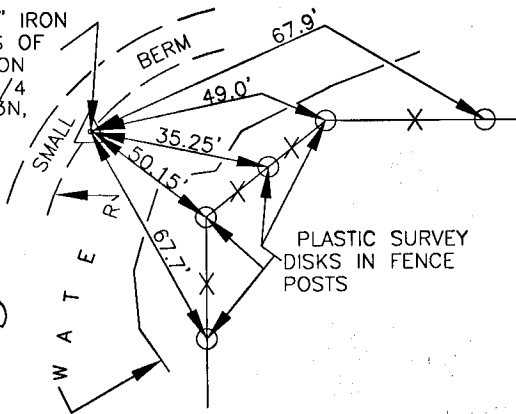 " IRON
S OF
ON
/4
3N,
SMALL
BERM
67.9'
49.0'
35.25'
50.15'
67.7'
R
WATE
PLASTIC SURVEY
DISKS IN FENCE
POSTS